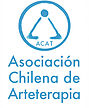 ACAT
Asociación
Chilena de
Arteterapia